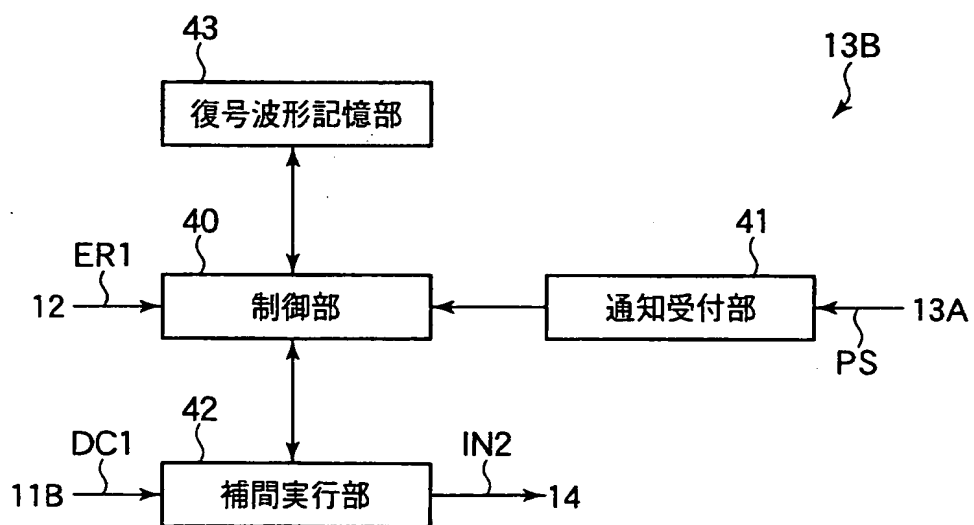 43
13B
復号波形記憶部
40
41
ER1
12
制御部
通知受付部
13A
PS
42
DC1
IN2
11B
補間実行部
14